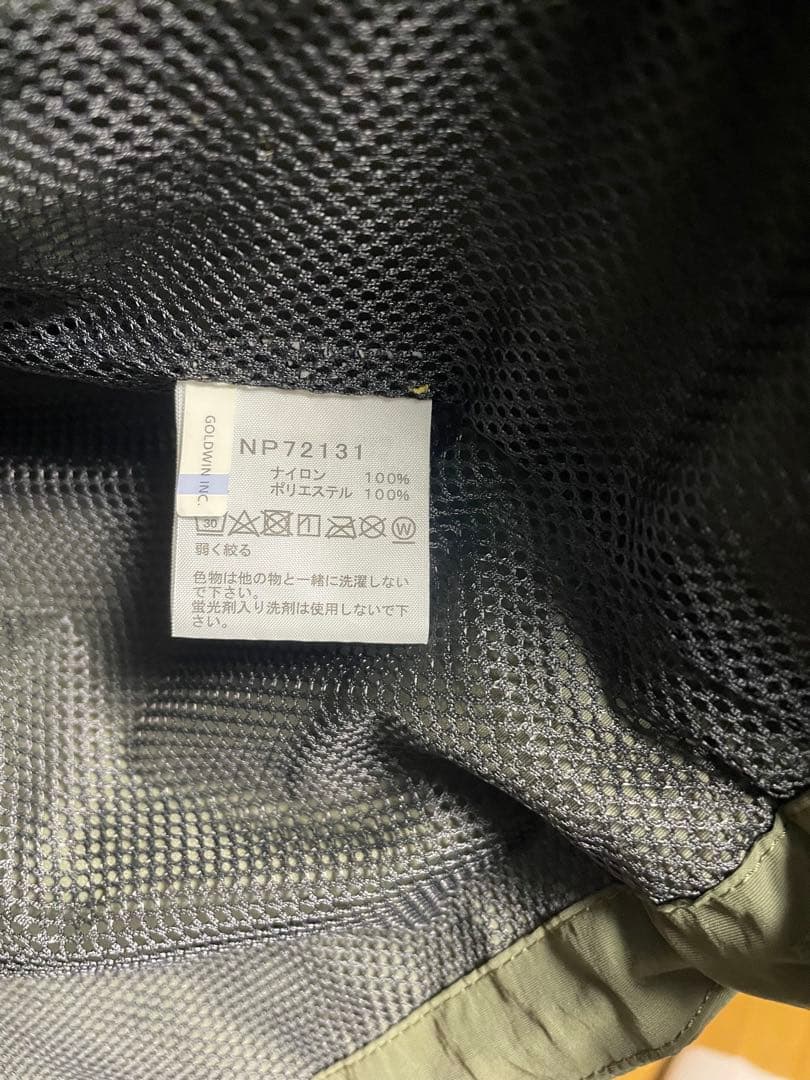 GOLDWIN INC.
NP72131
ナイロン 100%
ポリエステル 100%
30
W
弱く絞る
色物は他の物と一緒に洗濯しない
で下さい。
蛍光剤入り洗剤は使用しないで下
さい。